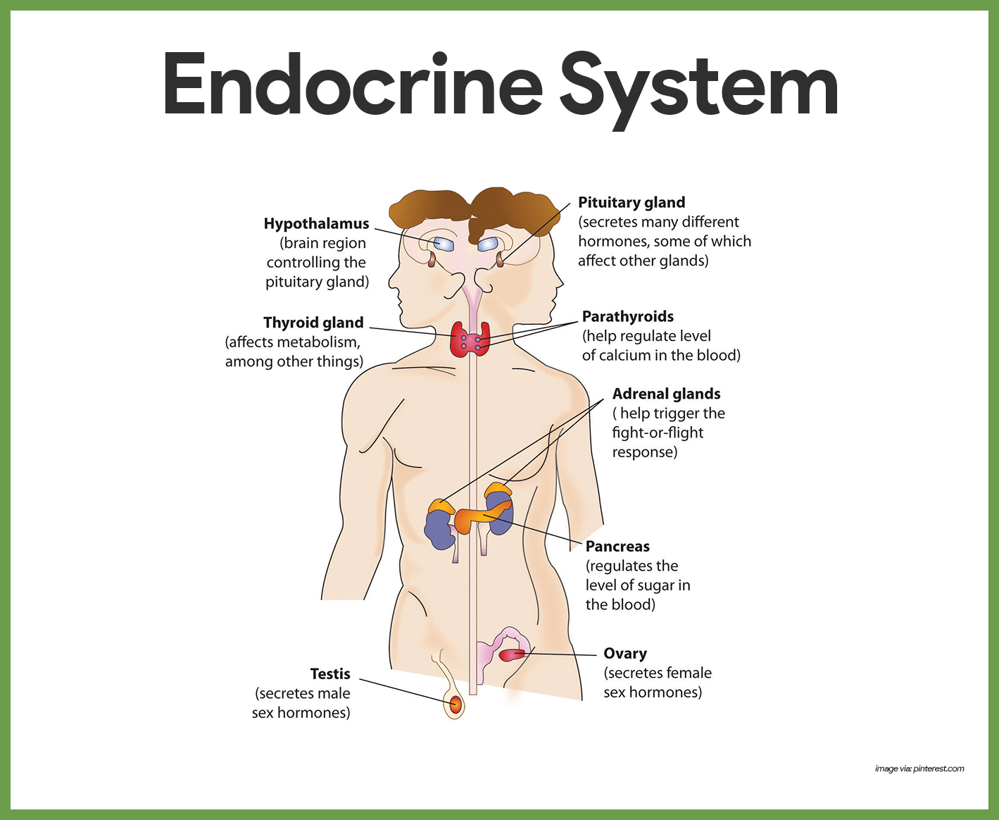 Endocrine System
Hypothalamus
(brain region
controlling the
pituitary gland)
Pituitary gland
(secretes many different
hormones, some of which
affect other glands)
Thyroid gland
(affects metabolism,
among other things)
Parathyroids
(help regulate level
of calcium in the blood)
Adrenal glands
( help trigger the
fight-or-flight
response)
Pancreas
(regulates the
level of sugar in
the blood)
Ovary
(secretes female
sex hormones)
Testis
(secretes male
sex hormones)
image via: pinterest.com